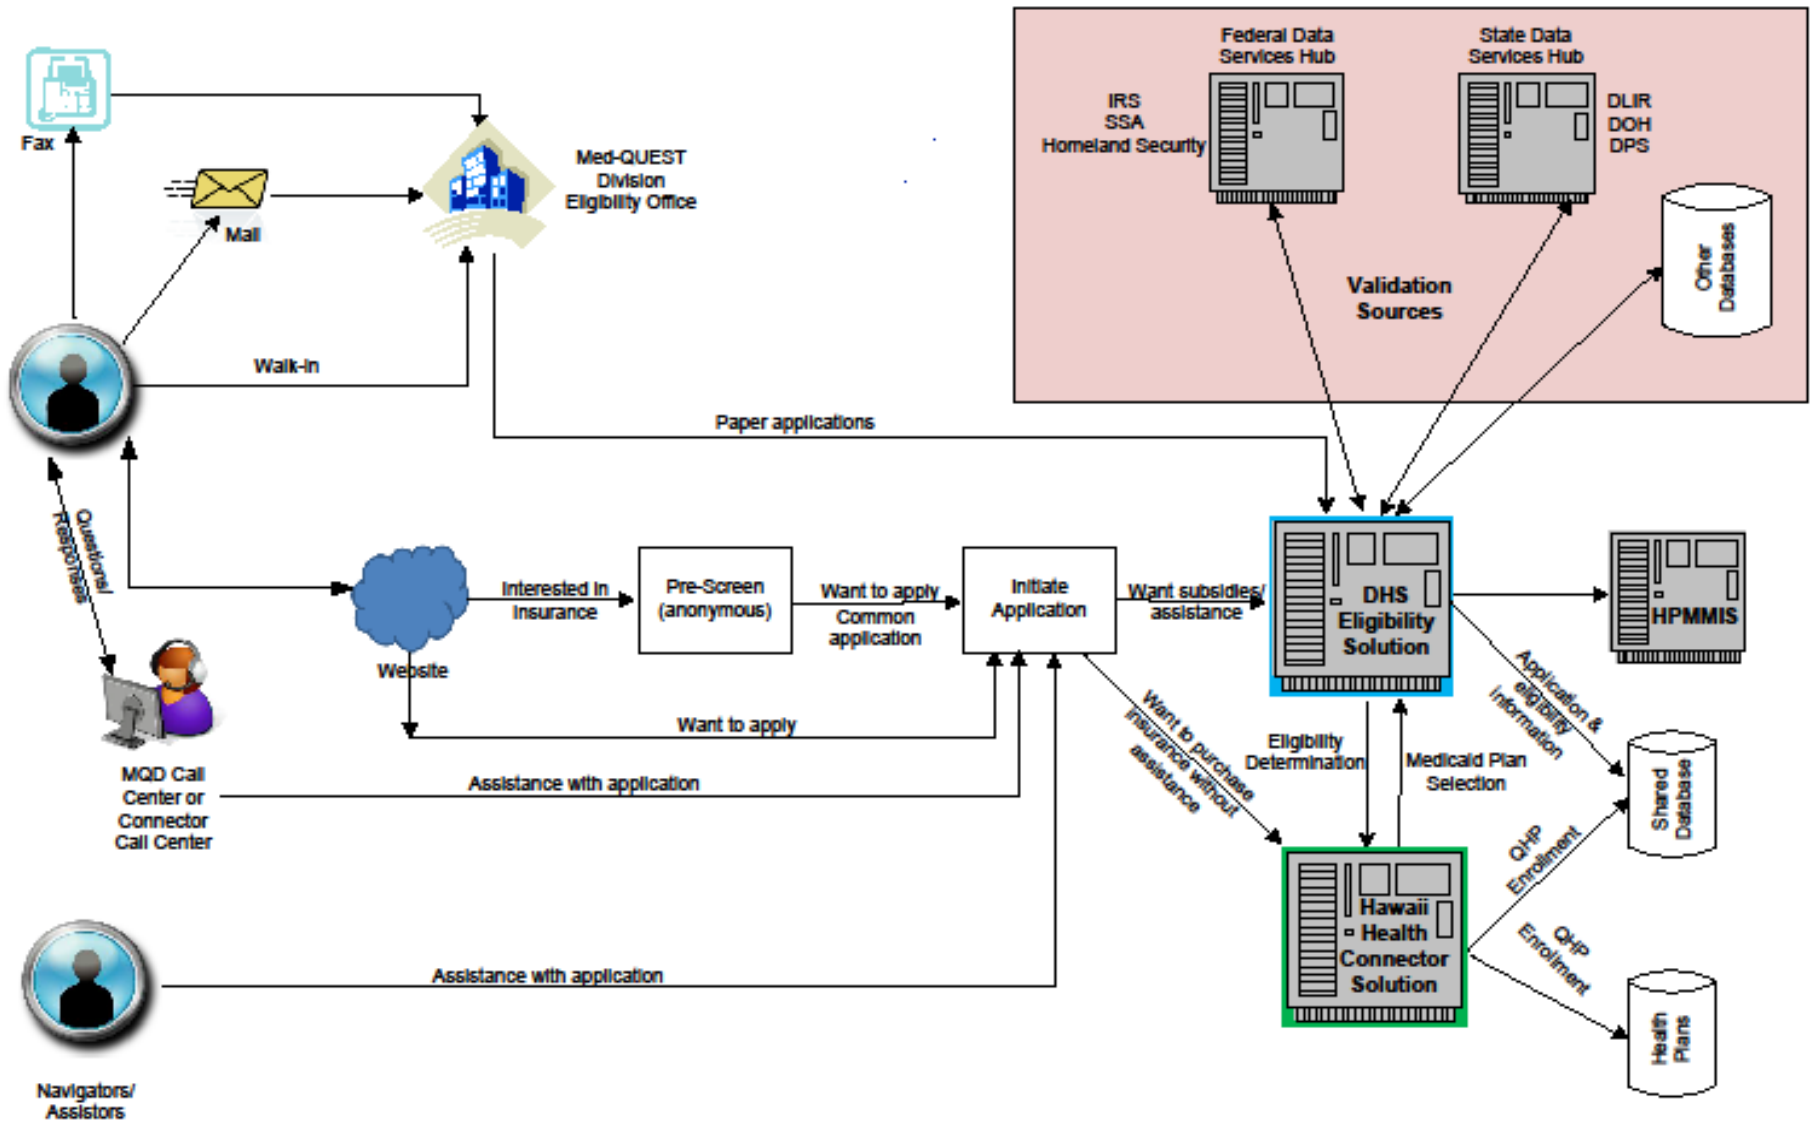 Federal Data
Services Hub
State Data
Services Hub
IRS
SSA
Homeland Security
DLIR
DOH
DPS
Other
Databases
Validation
Sources
Fax
Mail
Med-QUEST
Division
Eligibility Office
Walk-in
Paper applications
Questions/
Responses
Website
Interested in
Insurance
Pre-Screen
(anonymous)
Want to apply
Common
application
Initiate
Application
Want subsidies/
assistance
DHS
Eligibility
Solution
HPMMIS
Want to apply
MQD Call
Center or
Connector
Call Center
Assistance with application
Want to purchase
insurance without
assistance
Eligibility
Determination
Medicaid Plan
Selection
Application &
eligibility
information
Shared
Database
QHP
Enrollment
Hawaii
Health
Connector
Solution
QHP
Enrollment
Health
Plans
Assistance with application
Navigators/
Assistors